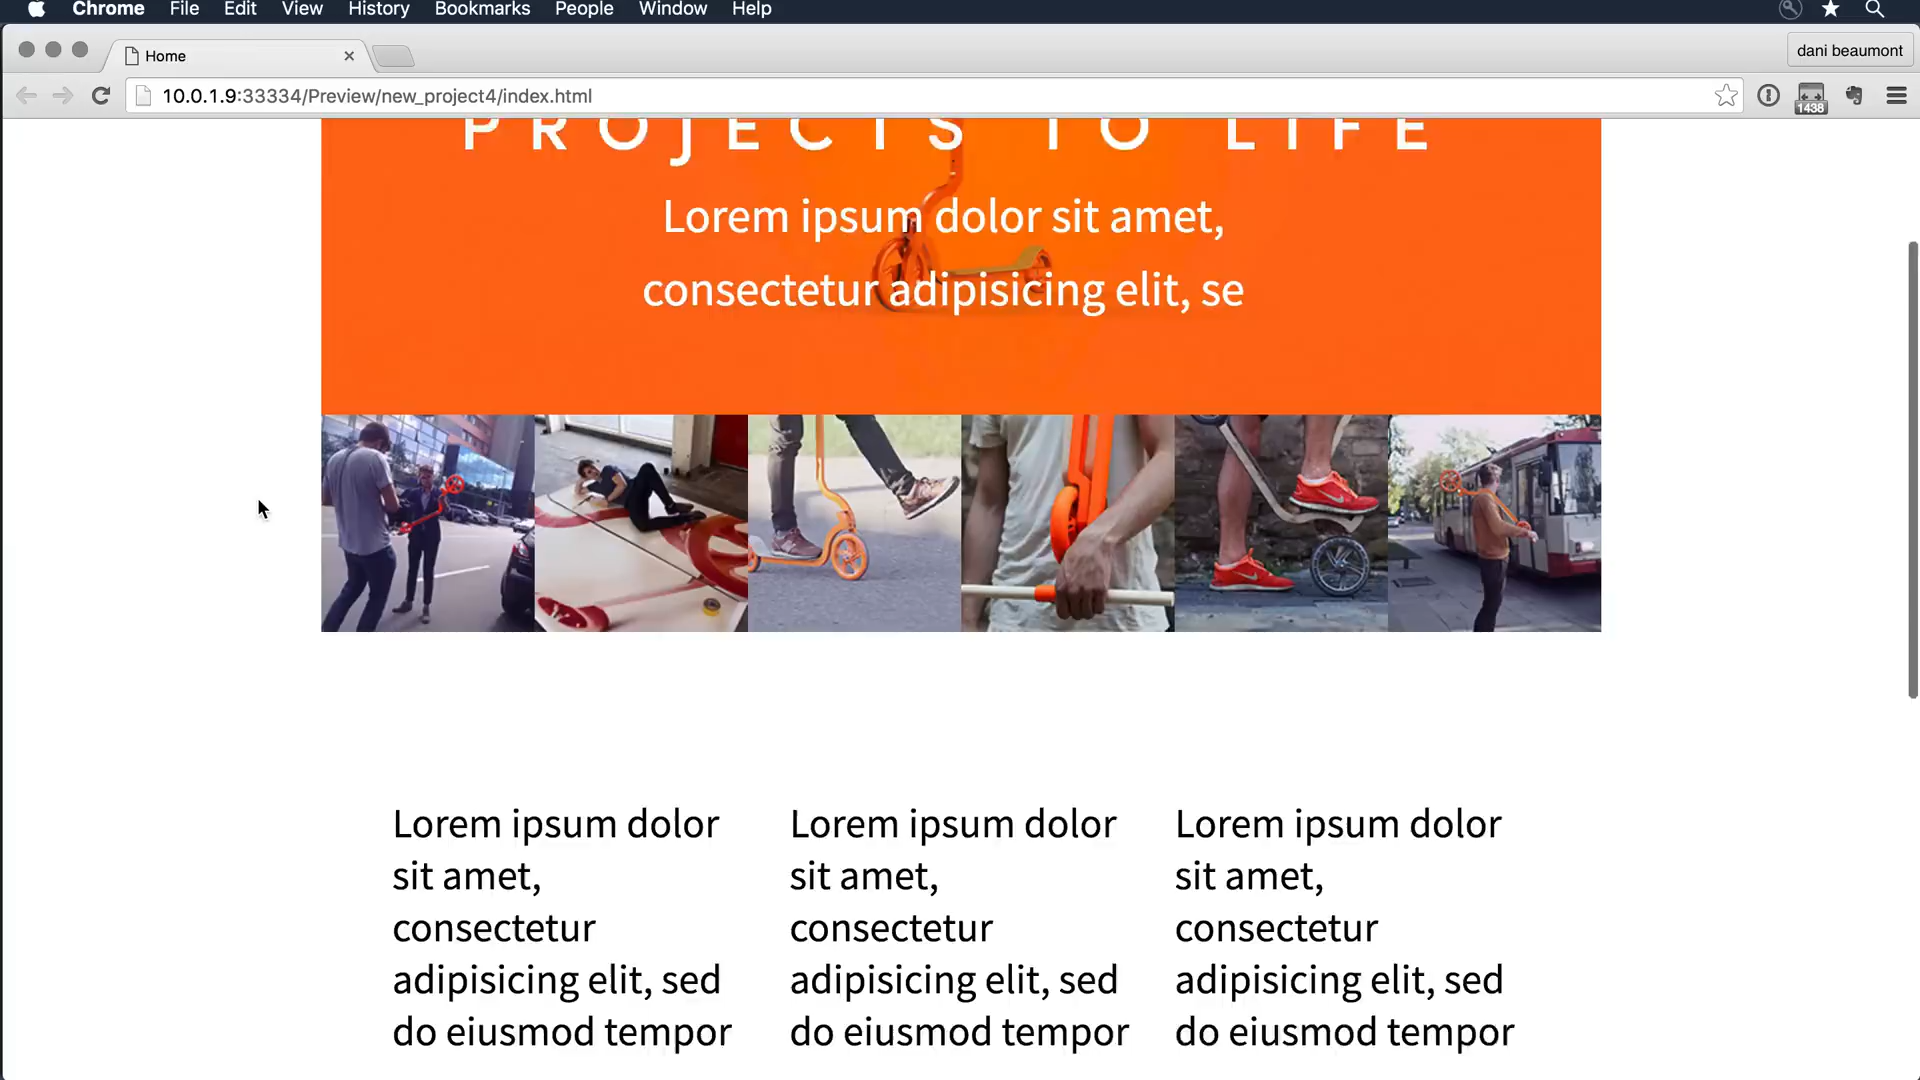 Chrome File Edit View History Bookmarks People Window Help
Home
dani beaumont
10.0.1.9:33334/Preview/new_project4/index.html
1438
PROJECTS TO LIFE
Lorem ipsum dolor sit amet,
consectetur adipisicing elit, se
Lorem ipsum dolor
sit amet,
consectetur
adipisicing elit, sed
do eiusmod tempor
Lorem ipsum dolor
sit amet,
consectetur
adipisicing elit, sed
do eiusmod tempor
Lorem ipsum dolor
sit amet,
consectetur
adipisicing elit, sed
do eiusmod tempor